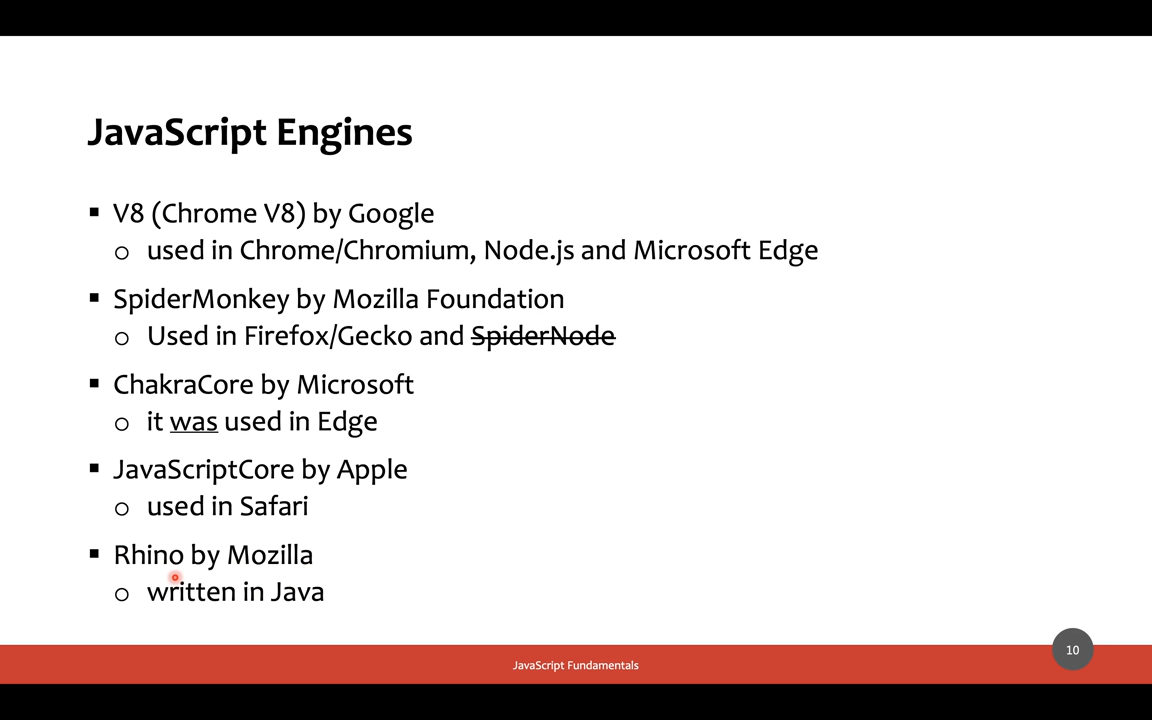 JavaScript Engines
▪ V8 (Chrome V8) by Google
o used in Chrome/Chromium, Node.js and Microsoft Edge
▪ SpiderMonkey by Mozilla Foundation
o Used in Firefox/Gecko and SpiderNode
▪ ChakraCore by Microsoft
o it was used in Edge
▪ JavaScriptCore by Apple
o used in Safari
▪ Rhino by Mozilla
o written in Java
JavaScript Fundamentals
10